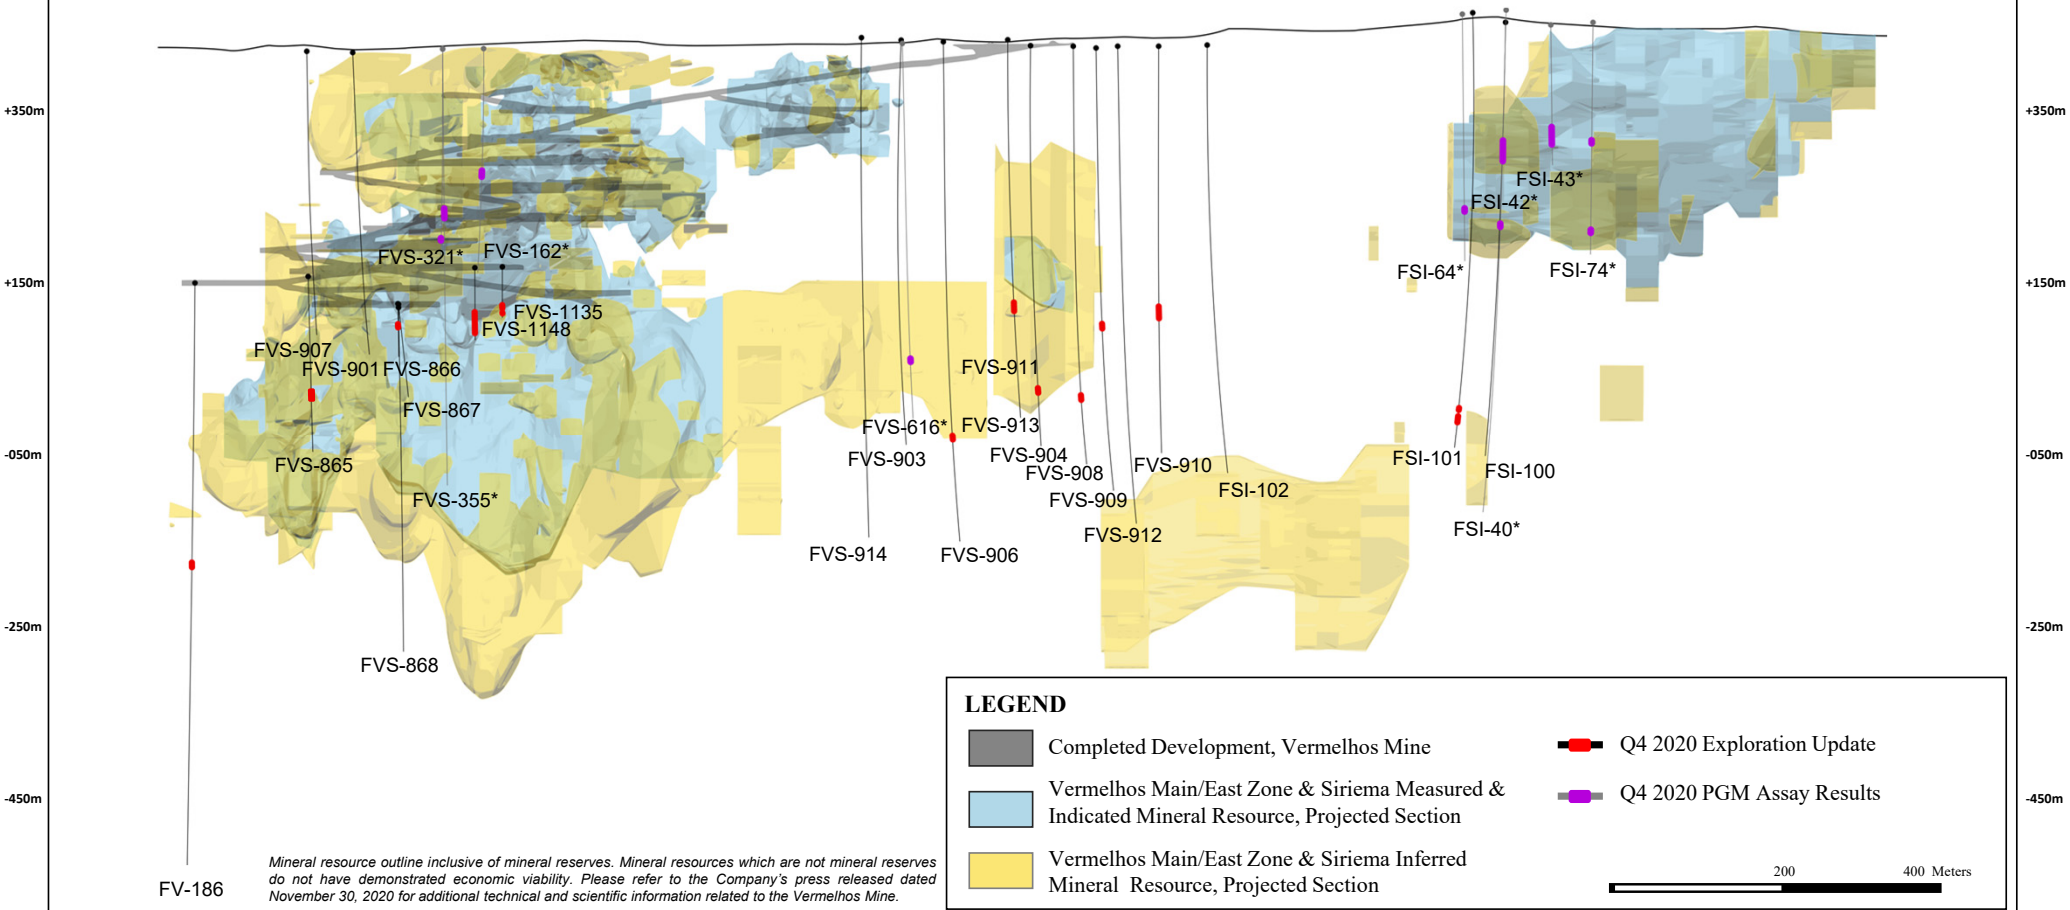 +350m
+350m
FSI-43*
FSI-42*
FVS-321*
FVS-162*
FSI-64*
FSI-74*
+150m
+150m
FVS-1135
FVS-1148
FVS-907
FVS-901
FVS-866
FVS-911
FVS-867
FVS-616*
FVS-913
-050m
-050m
FVS-865
FVS-903
FVS-904
FVS-908
FVS-910
FSI-101
FSI-100
FVS-355*
FVS-909
FSI-102
FVS-912
FSI-40*
FVS-914
FVS-906
-250m
-250m
FVS-868
LEGEND
Completed Development, Vermelhos Mine
Vermelhos Main/East Zone & Siriema Measured &
Indicated Mineral Resource, Projected Section
Vermelhos Main/East Zone & Siriema Inferred
Mineral Resource, Projected Section
Q4 2020 Exploration Update
Q4 2020 PGM Assay Results
-450m
-450m
200
400 Meters
Mineral resource outline inclusive of mineral reserves. Mineral resources which are not mineral reserves
do not have demonstrated economic viability. Please refer to the Company's press released dated
November 30, 2020 for additional technical and scientific information related to the Vermelhos Mine.
FV-186